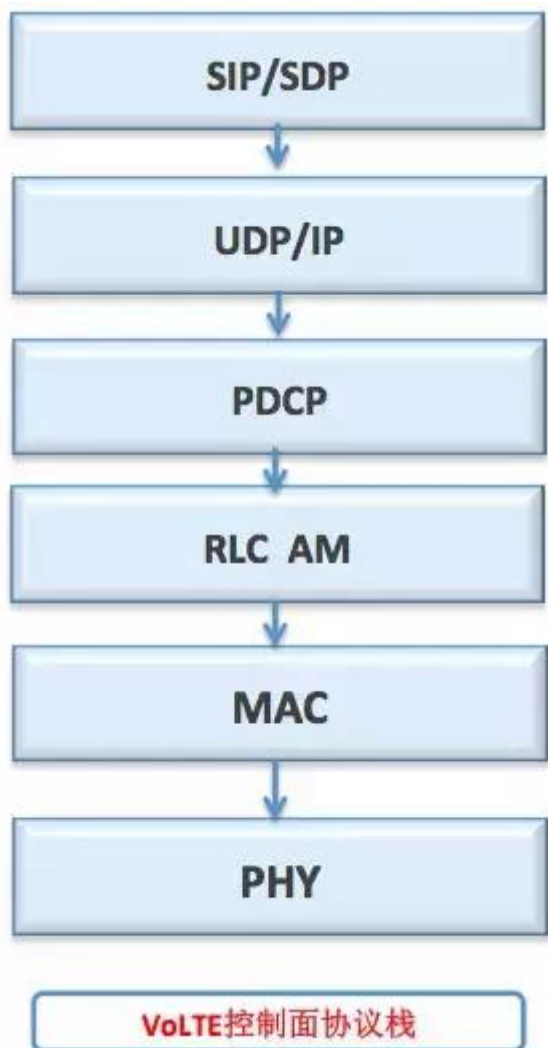 SIP/SDP
UDP/IP
PDCP
RLC AM
MAC
PHY
VoLTE控制面协议栈